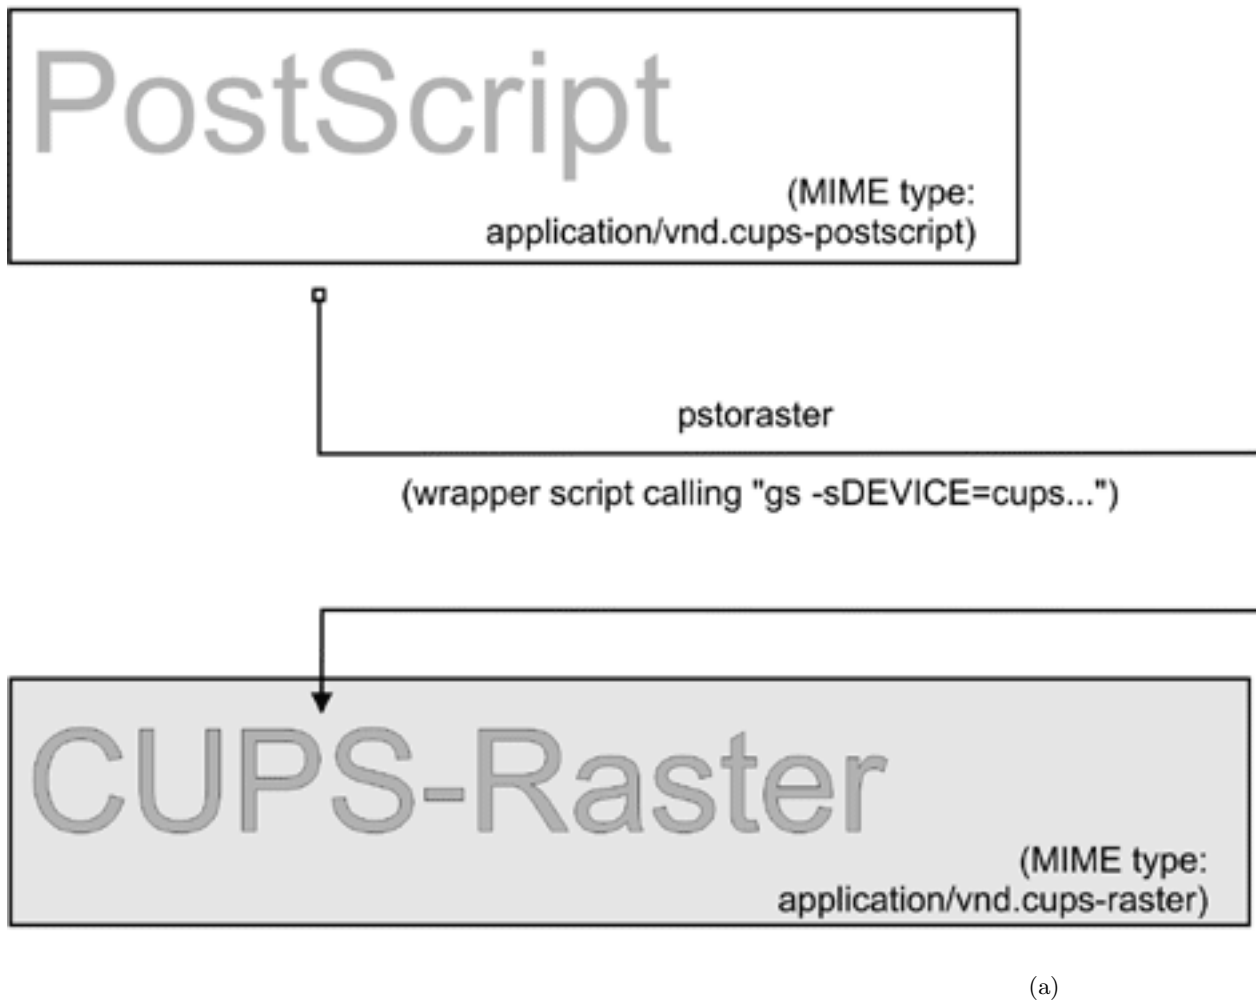 PostScript
(MIME type:
application/vnd.cups-postscript)
pstoraster
(wrapper script calling "gs -sDEVICE=cups...")
CUPS-Raster
(MIME type:
application/vnd.cups-raster)
(a)